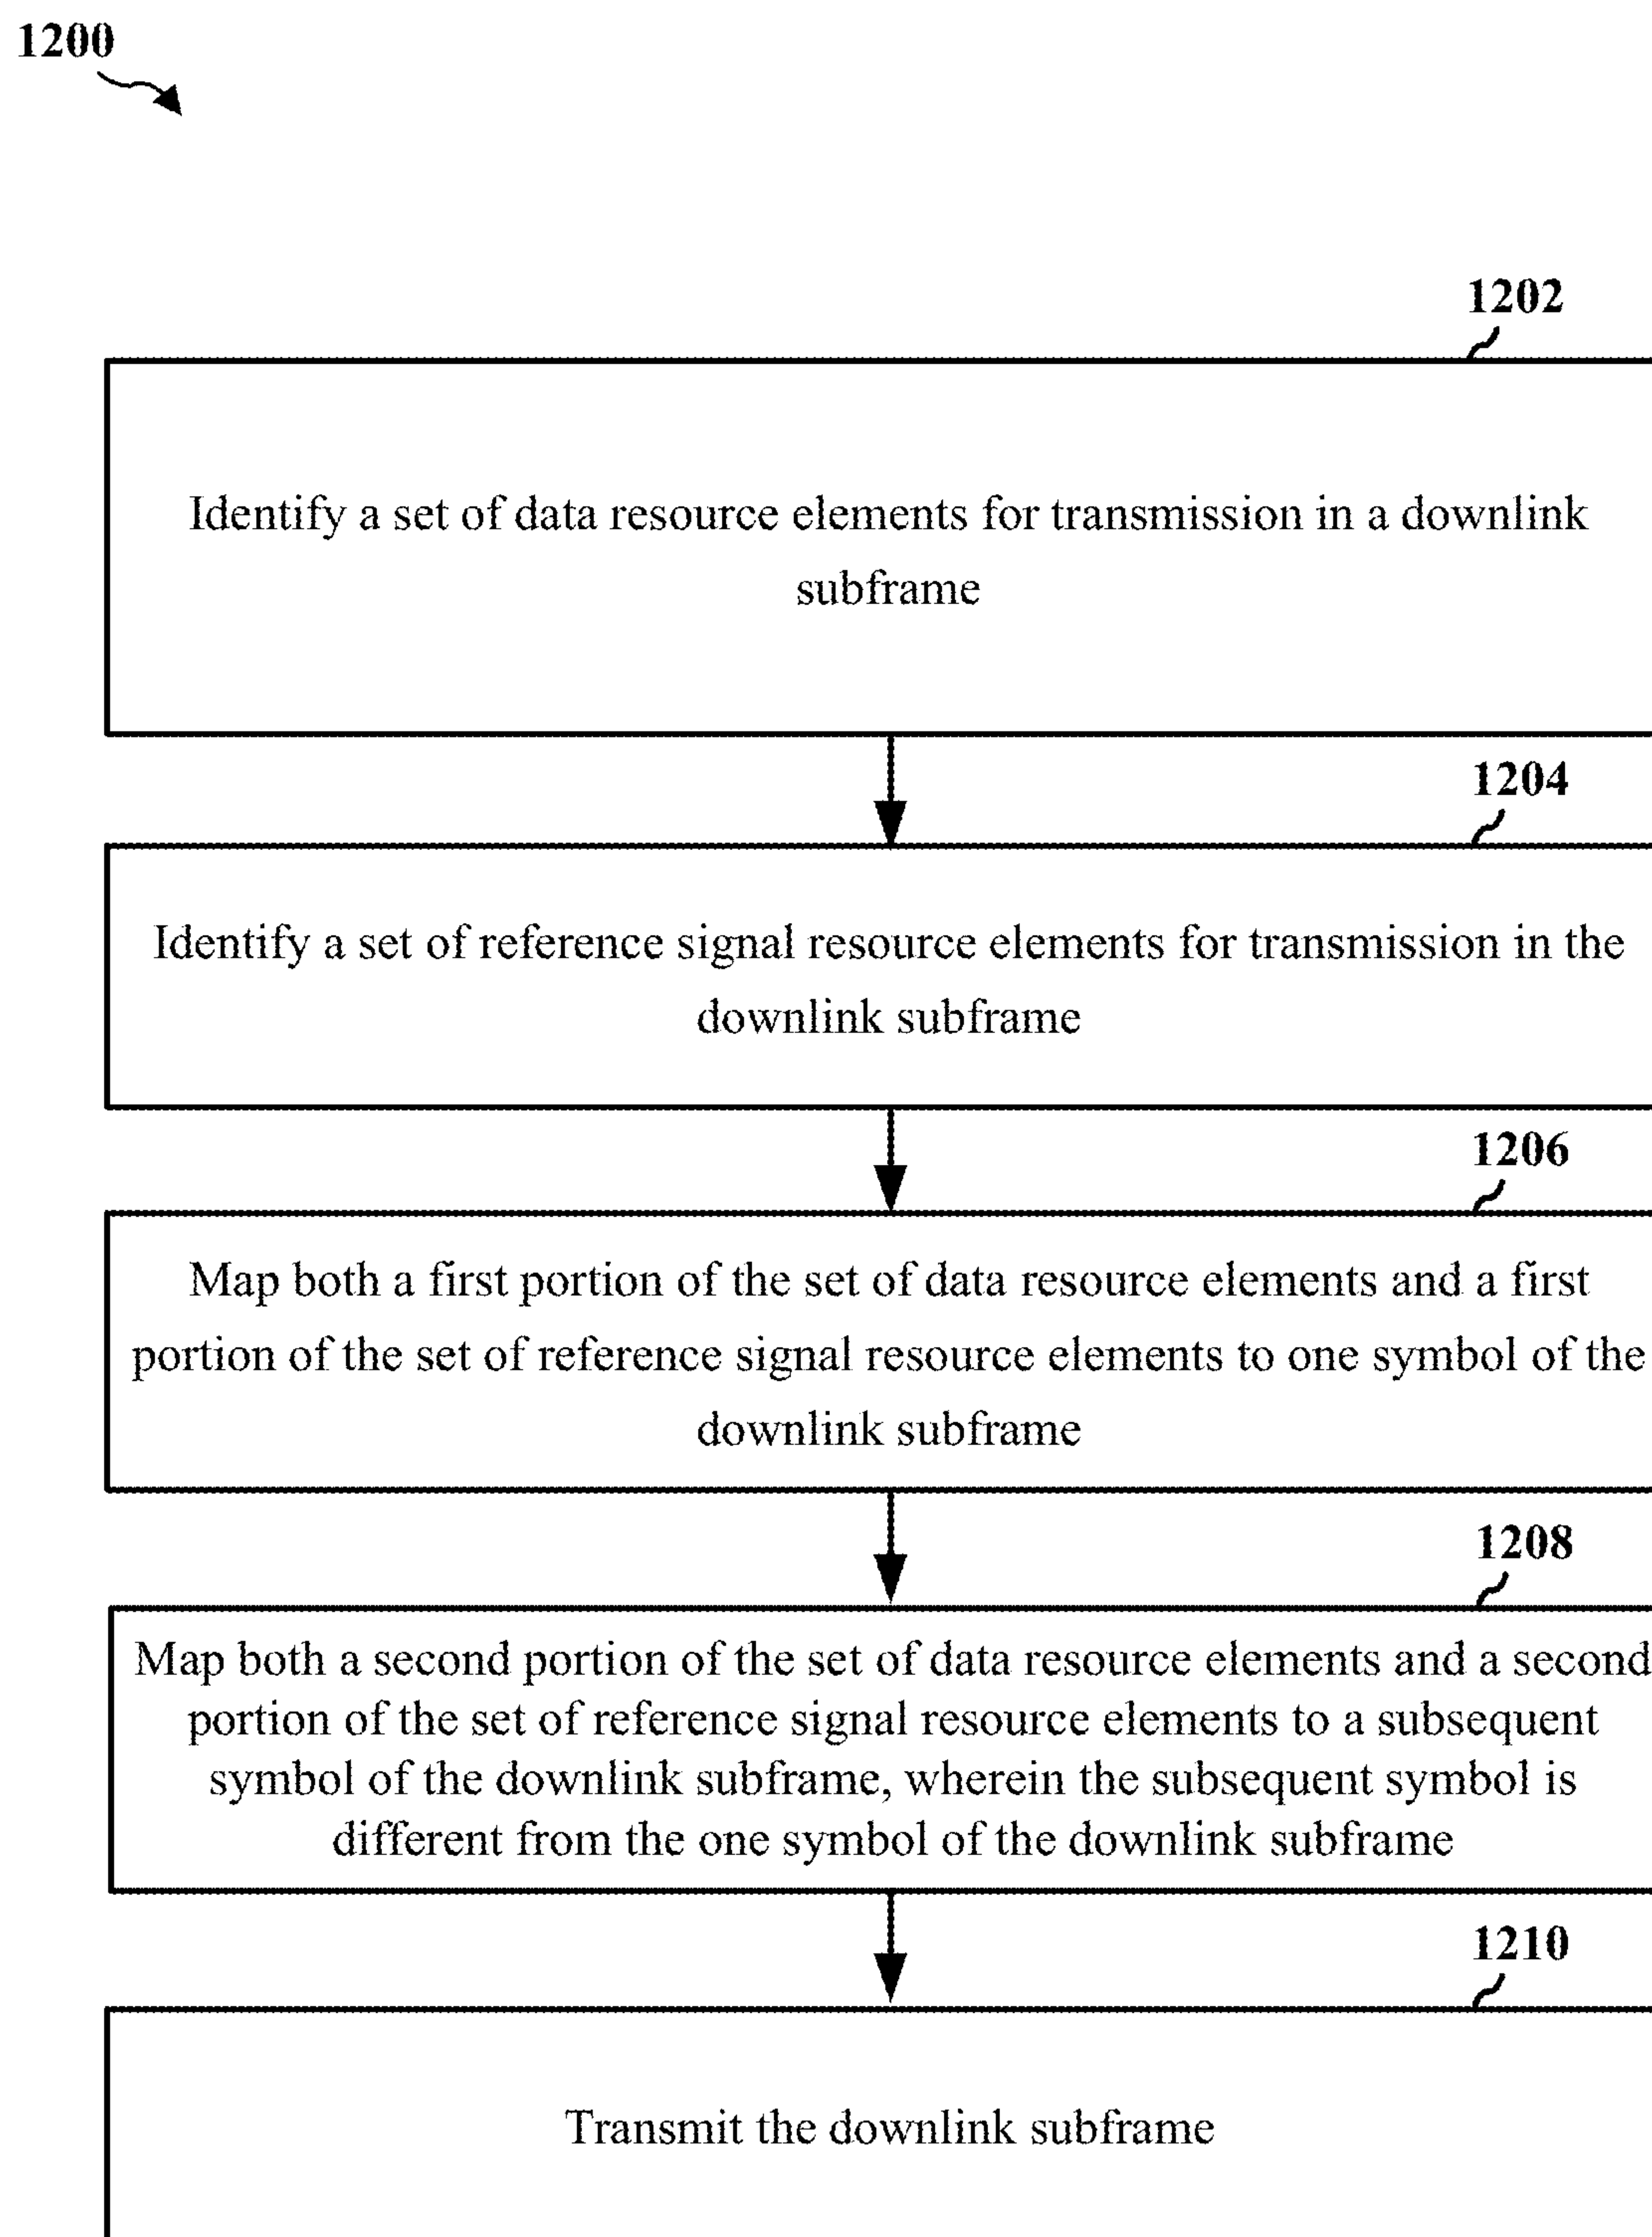 1200
1202
Identify a set of data resource elements for transmission in a downlink
subframe
1204
Identify a set of reference signal resource elements for transmission in the
downlink subframe
1206
Map both a first portion of the set of data resource elements and a first
portion of the set of reference signal resource elements to one symbol of the
downlink subframe
1208
Map both a second portion of the set of data resource elements and a second
portion of the set of reference signal resource elements to a subsequent
symbol of the downlink subframe, wherein the subsequent symbol is
different from the one symbol of the downlink subframe
1210
Transmit the downlink subframe